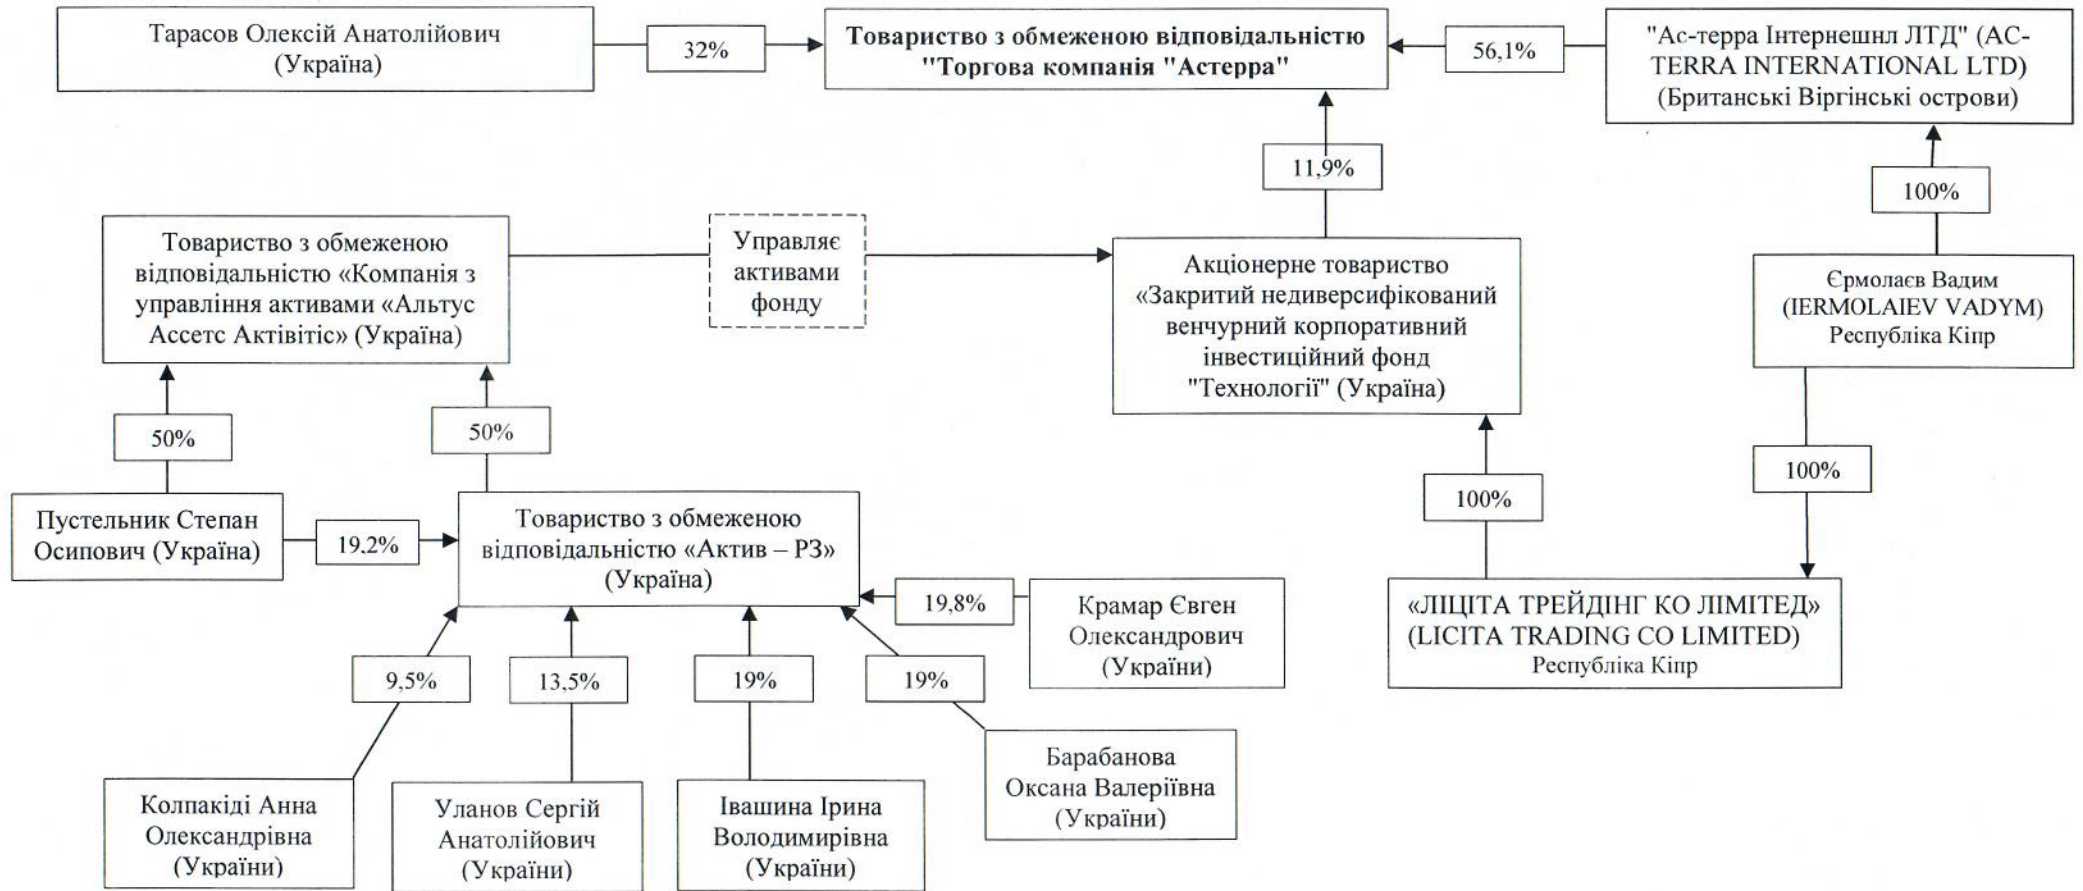 Тарасов Олексій Анатолійович
(Україна)
32%
Товариство з обмеженою відповідальністю
"Торгова компанія "Астерра"
56,1%
"Ас-терра Інтернешнл ЛТД" (AC-
TERRA INTERNATIONAL LTD)
(Британські Віргінські острови)
11,9%
100%
Товариство з обмеженою
відповідальністю «Компанія з
управління активами «Альтус
Ассетс Актівітіс» (Україна)
Управляє
активами
фонду
Акціонерне товариство
«Закритий недиверсифікований
венчурний корпоративний
інвестиційний фонд
"Технології" (Україна)
Єрмолаєв Вадим
(IERMOLAIEV VADYM)
Республіка Кіпр
50%
50%
100%
100%
Пустельник Степан
Осипович (Україна)
19,2%
Товариство з обмеженою
відповідальністю «Актив – РЗ»
(Україна)
19,8%
Крамар Євген
Олександрович
(України)
«ЛІЦІТА ТРЕЙДІНГ КО ЛІМІТЕД»
(LICITA TRADING CO LIMITED)
Республіка Кіпр
9,5%
13,5%
19%
19%
Барабанова
Оксана Валеріївна
(України)
Колпакіді Анна
Олександрівна
(України)
Уланов Сергій
Анатолійович
(України)
Івашина Ірина
Володимирівна
(України)